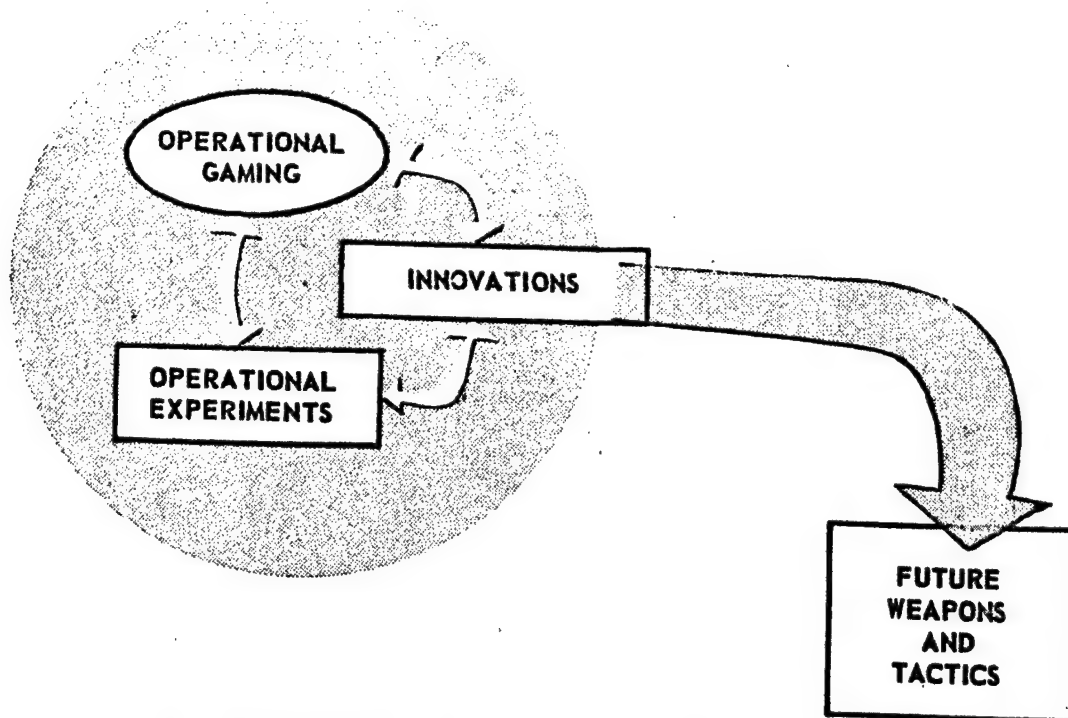 OPERATIONAL
GAMING
INNOVATIONS
OPERATIONAL
EXPERIMENTS
FUTURE
WEAPONS
AND
TACTICS